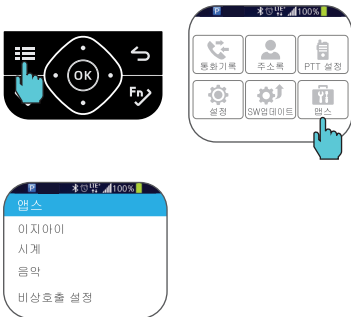 OK
Fn
P LTE
통화기록 주소록 PTT 설정
설정 SW업데이트 앱스
P LTE 100%
앱스
이지아이
시계
음악
비상호출 설정